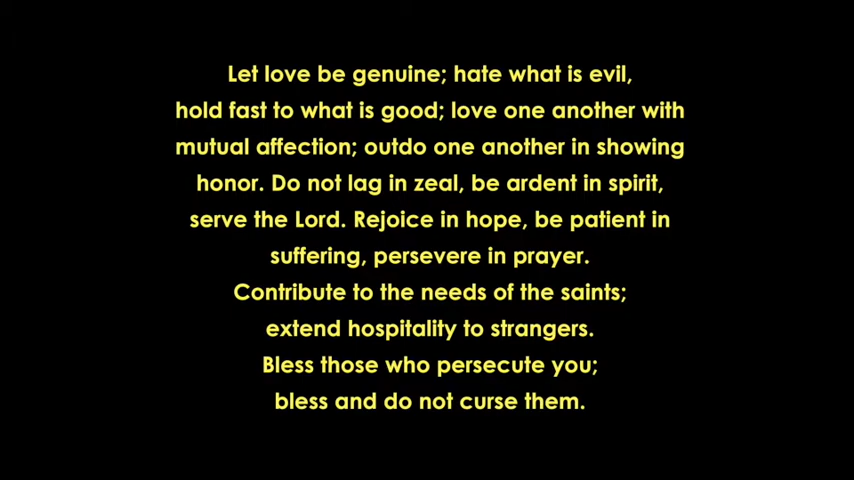 Let love be genuine; hate what is evil,
hold fast to what is good; love one another with
mutual affection; outdo one another in showing
honor. Do not lag in zeal, be ardent in spirit,
serve the Lord. Rejoice in hope, be patient in
suffering, persevere in prayer.
Contribute to the needs of the saints;
extend hospitality to strangers.
Bless those who persecute you;
bless and do not curse them.